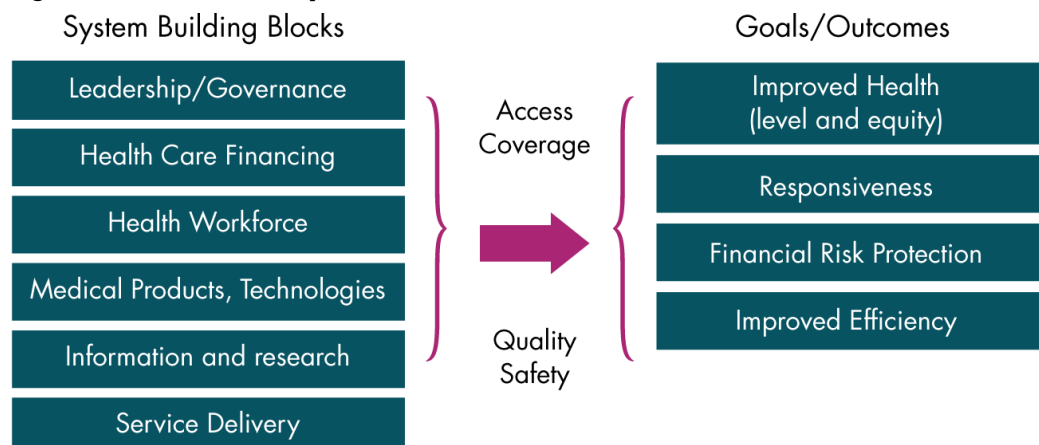 System Building Blocks
Leadership/Governance
Health Care Financing
Health Workforce
Medical Products, Technologies
Information and research
Service Delivery
Access
Coverage
Quality
Safety
Goals/Outcomes
Improved Health
(level and equity)
Responsiveness
Financial Risk Protection
Improved Efficiency